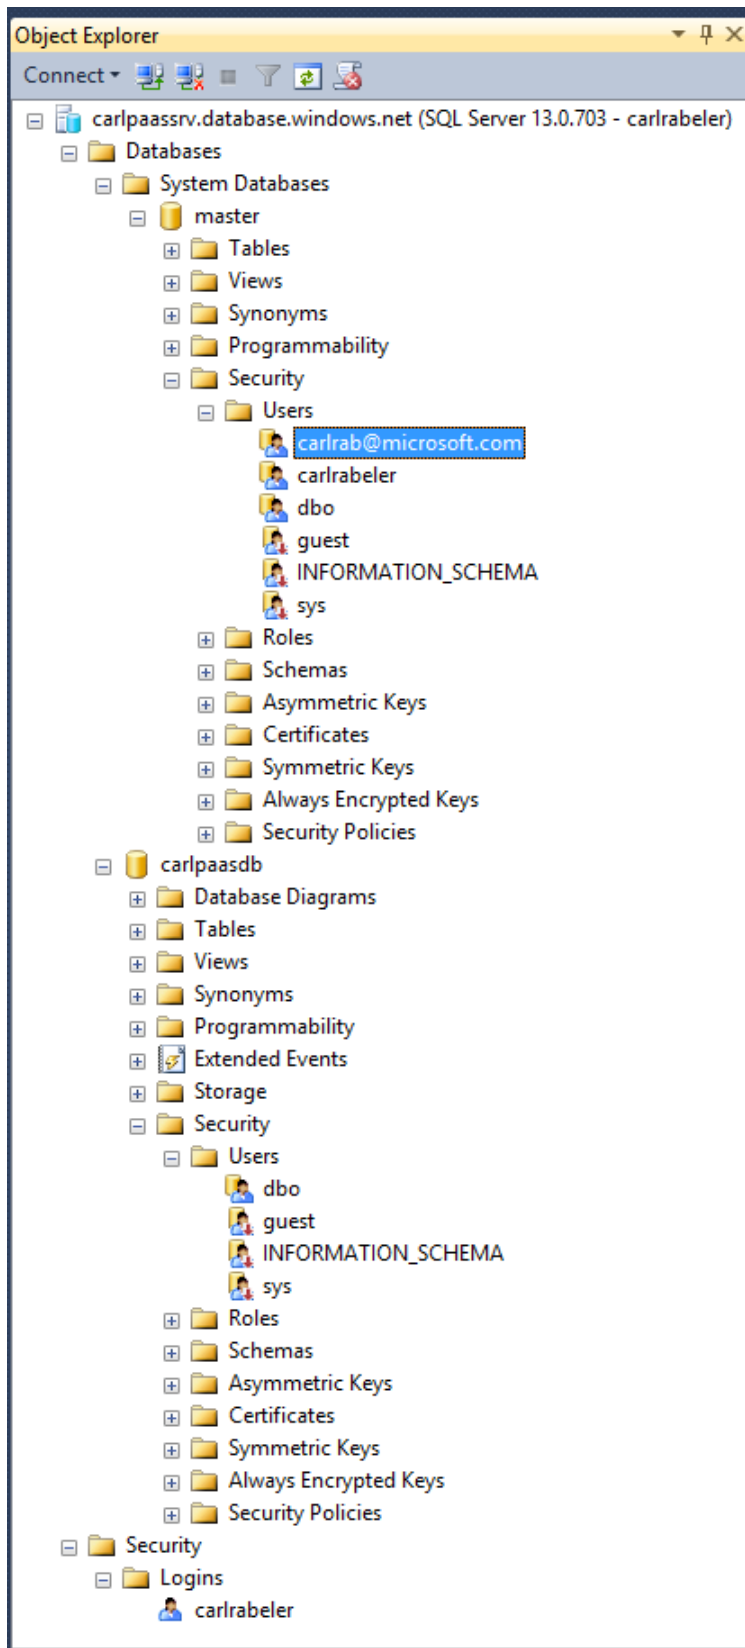 Object Explorer
Connect
carlpaassrv.database.windows.net (SQL Server 13.0.703 - carlrabeler)
Databases
System Databases
master
Tables
Views
Synonyms
Programmability
Security
Users
carlrab@microsoft.com
carlrabeler
dbo
guest
INFORMATION_SCHEMA
sys
Roles
Schemas
Asymmetric Keys
Certificates
Symmetric Keys
Always Encrypted Keys
Security Policies
carlpaasdb
Database Diagrams
Tables
Views
Synonyms
Programmability
Extended Events
Storage
Security
Users
dbo
guest
INFORMATION_SCHEMA
sys
Roles
Schemas
Asymmetric Keys
Certificates
Symmetric Keys
Always Encrypted Keys
Security Policies
Security
Logins
carlrabeler